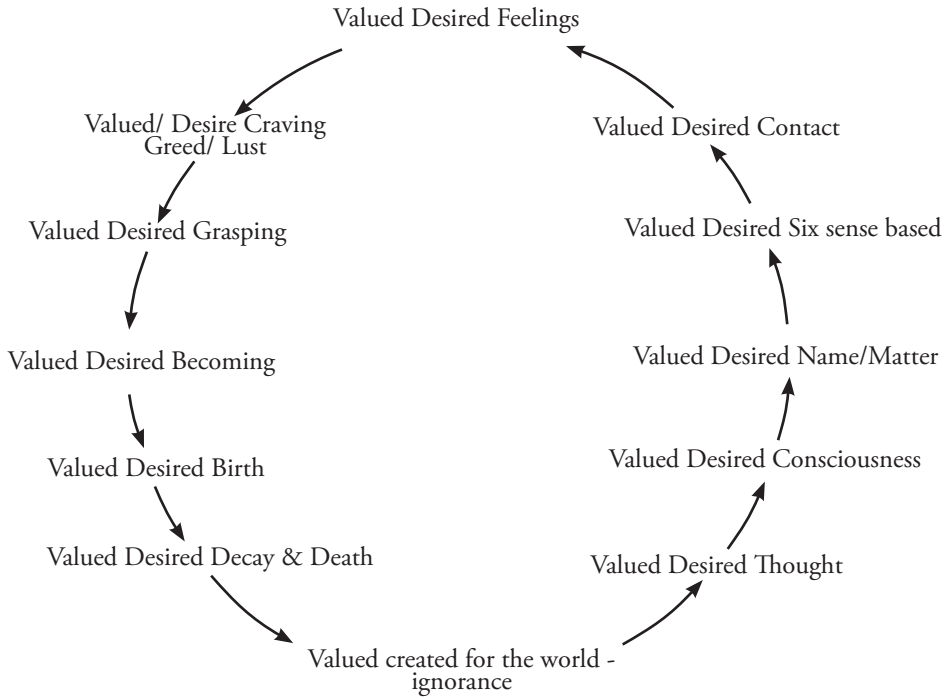 Valued Desired Feelings
Valued/ Desire Craving
Greed/ Lust
Valued Desired Contact
Valued Desired Grasping
Valued Desired Six sense based
Valued Desired Becoming
Valued Desired Name/Matter
Valued Desired Birth
Valued Desired Consciousness
Valued Desired Decay & Death
Valued Desired Thought
Valued created for the world -
ignorance